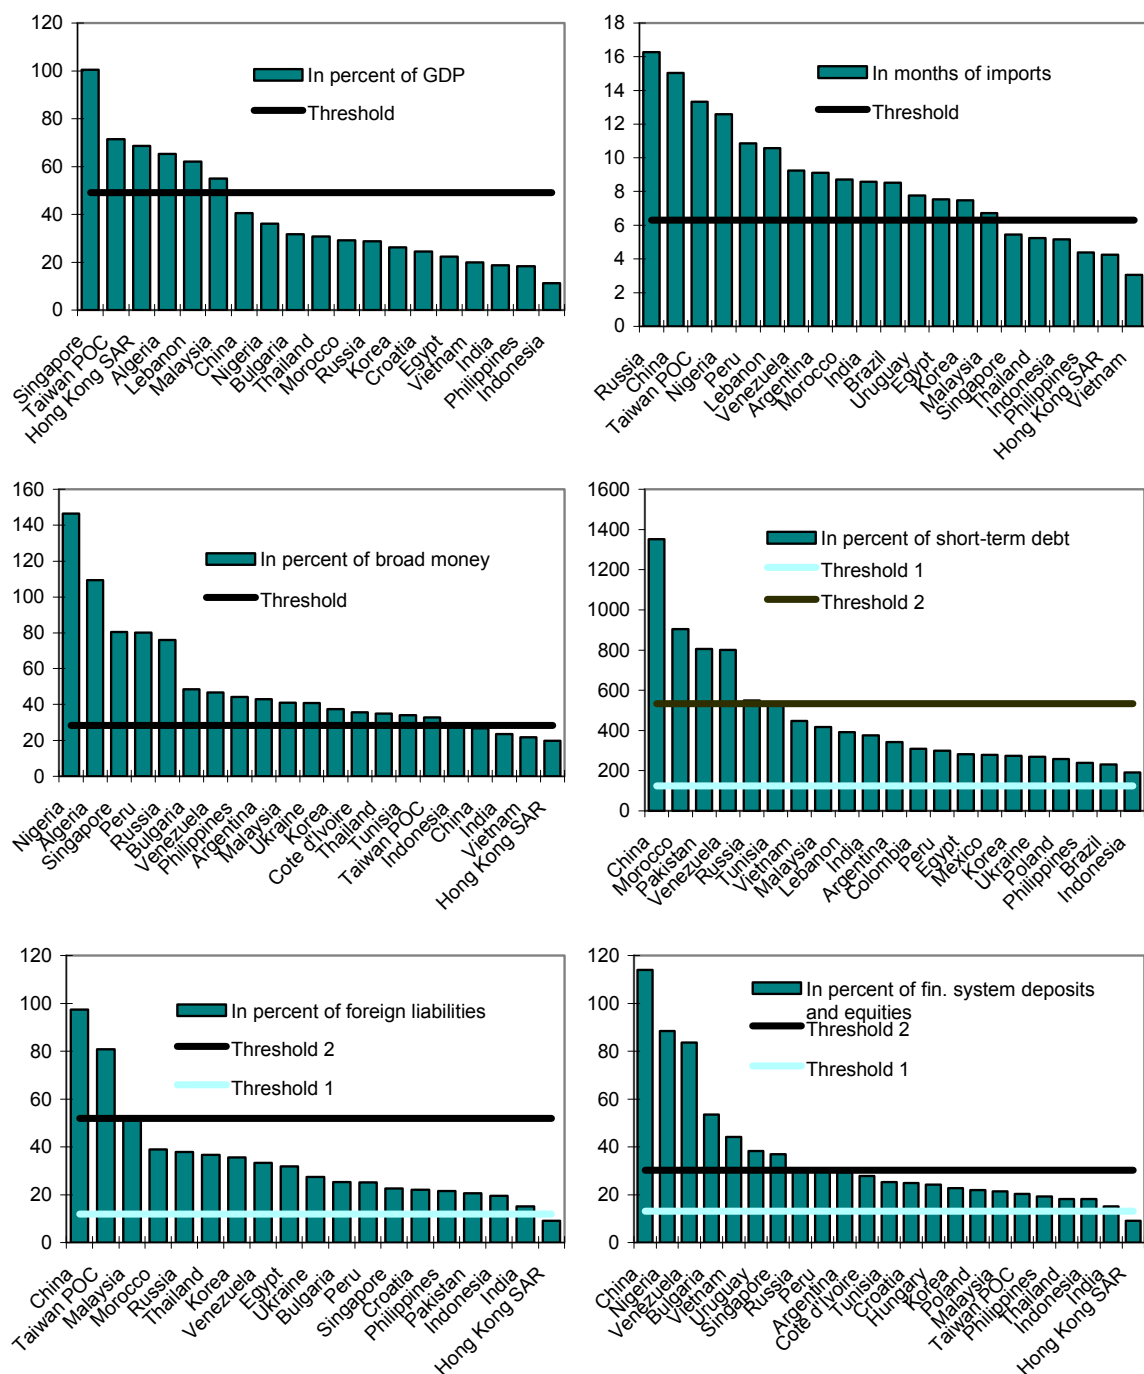 120
100
80
60
40
20
0
In percent of GDP
Threshold
Singapore
Taiwan POC
Hong Kong SAR
Algeria
Lebanon
Malaysia
China
Nigeria
Bulgaria
Thailand
Morocco
Russia
Korea
Croatia
Egypt
Vietnam
India
Philippines
Indonesia
18
16
14
12
10
8
6
4
2
0
In months of imports
Threshold
Russia
China
Taiwan POC
Nigeria
Peru
Lebanon
Venezuela
Argentina
Morocco
India
Brazil
Uruguay
Egypt
Korea
Malaysia
Singapore
Thailand
Indonesia
Philippines
Hong Kong SAR
Vietnam
160
140
120
100
80
60
40
20
0
In percent of broad money
Threshold
Nigeria
Algeria
Singapore
Peru
Russia
Bulgaria
Venezuela
Philippines
Argentina
Malaysia
Ukraine
Korea
Cote d'Ivoire
Thailand
Tunisia
Taiwan POC
Indonesia
China
India
Vietnam
Hong Kong SAR
1600
1400
1200
1000
800
600
400
200
0
In percent of short-term debt
Threshold 1
Threshold 2
China
Morocco
Pakistan
Venezuela
Russia
Tunisia
Vietnam
Malaysia
Lebanon
India
Argentina
Colombia
Peru
Egypt
Mexico
Korea
Ukraine
Poland
Philippines
Brazil
Indonesia
120
100
80
60
40
20
0
In percent of foreign liabilities
Threshold 2
Threshold 1
China
Taiwan POC
Malaysia
Morocco
Russia
Thailand
Korea
Venezuela
Egypt
Ukraine
Bulgaria
Peru
Singapore
Croatia
Philippines
Pakistan
Indonesia
India
Hong Kong SAR
120
100
80
60
40
20
0
In percent of fin. system deposits
and equities
Threshold 2
Threshold 1
China
Nigeria
Venezuela
Bulgaria
Vietnam
Uruguay
Singapore
Russia
Peru
Argentina
Cote d'Ivoire
Tunisia
Croatia
Hungary
Korea
Poland
Malaysia
Taiwan POC
Philippines
Thailand
Indonesia
India
Hong Kong SAR